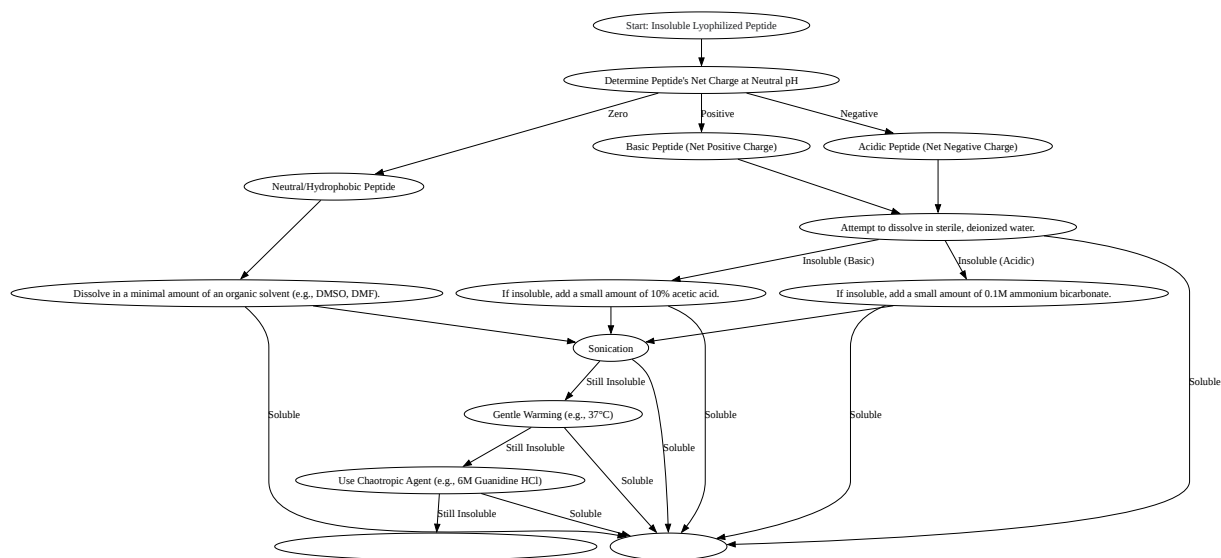 Start: Insoluble Lyophilized Peptide
Determine Peptide's Net Charge at Neutral pH
Zero
Positive
Negative
Basic Peptide (Net Positive Charge)
Acidic Peptide (Net Negative Charge)
Neutral/Hydrophobic Peptide
Attempt to dissolve in sterile, deionized water.
Insoluble (Basic)
Insoluble (Acidic)
Dissolve in a minimal amount of an organic solvent (e.g., DMSO, DMF).
If insoluble, add a small amount of 10% acetic acid.
If insoluble, add a small amount of 0.1M ammonium bicarbonate.
Sonication
Still Insoluble
Soluble
Gentle Warming (e.g., 37°C)
Soluble
Soluble
Soluble
Still Insoluble
Soluble
Soluble
Use Chaotropic Agent (e.g., 6M Guanidine HCl)
Still Insoluble
Soluble